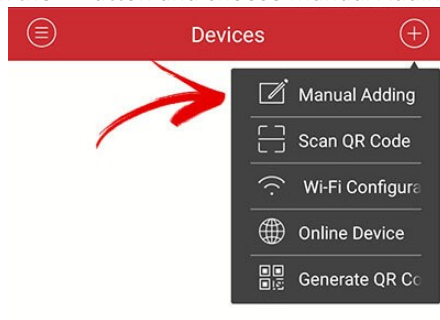 Devices
Manual Adding
Scan QR Code
Wi-Fi Configura
Online Device
Generate QR Co